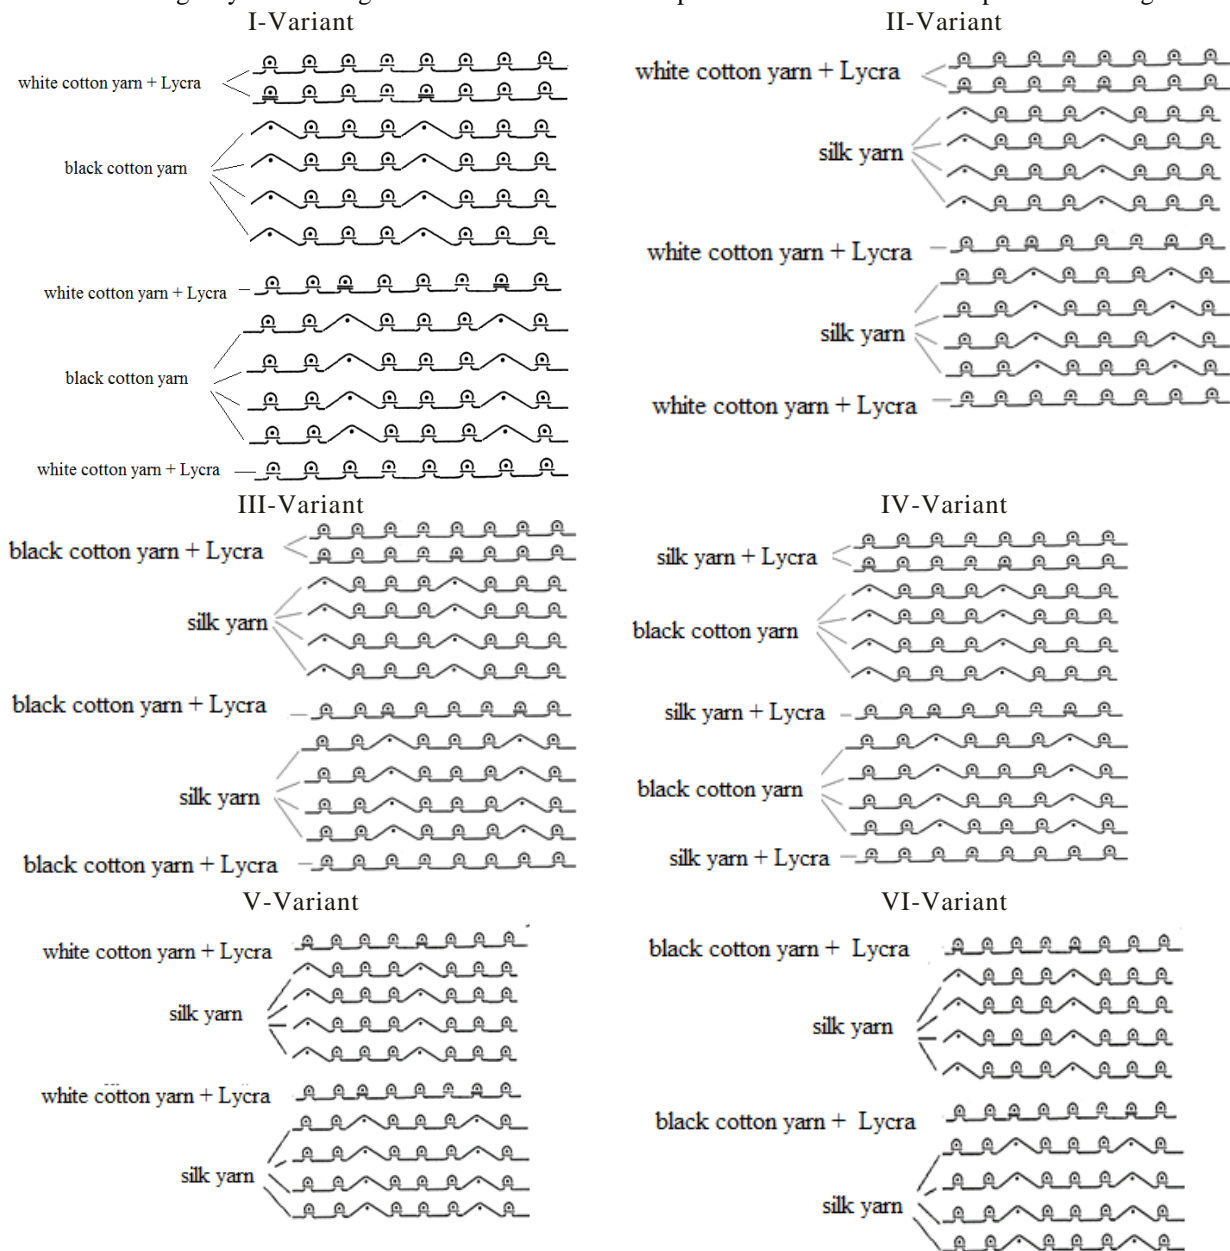 I-Variant
white cotton yarn + Lycra
black cotton yarn
white cotton yarn + Lycra
black cotton yarn
white cotton yarn + Lycra
II-Variant
white cotton yarn + Lycra
silk yarn
white cotton yarn + Lycra
silk yarn
white cotton yarn + Lycra
III-Variant
black cotton yarn + Lycra
silk yarn
black cotton yarn + Lycra
silk yarn
black cotton yarn + Lycra
IV-Variant
silk yarn + Lycra
black cotton yarn
silk yarn + Lycra
black cotton yarn
silk yarn + Lycra
V-Variant
white cotton yarn + Lycra
silk yarn
white cotton yarn + Lycra
silk yarn
VI-Variant
black cotton yarn + Lycra
silk yarn
black cotton yarn + Lycra
silk yarn